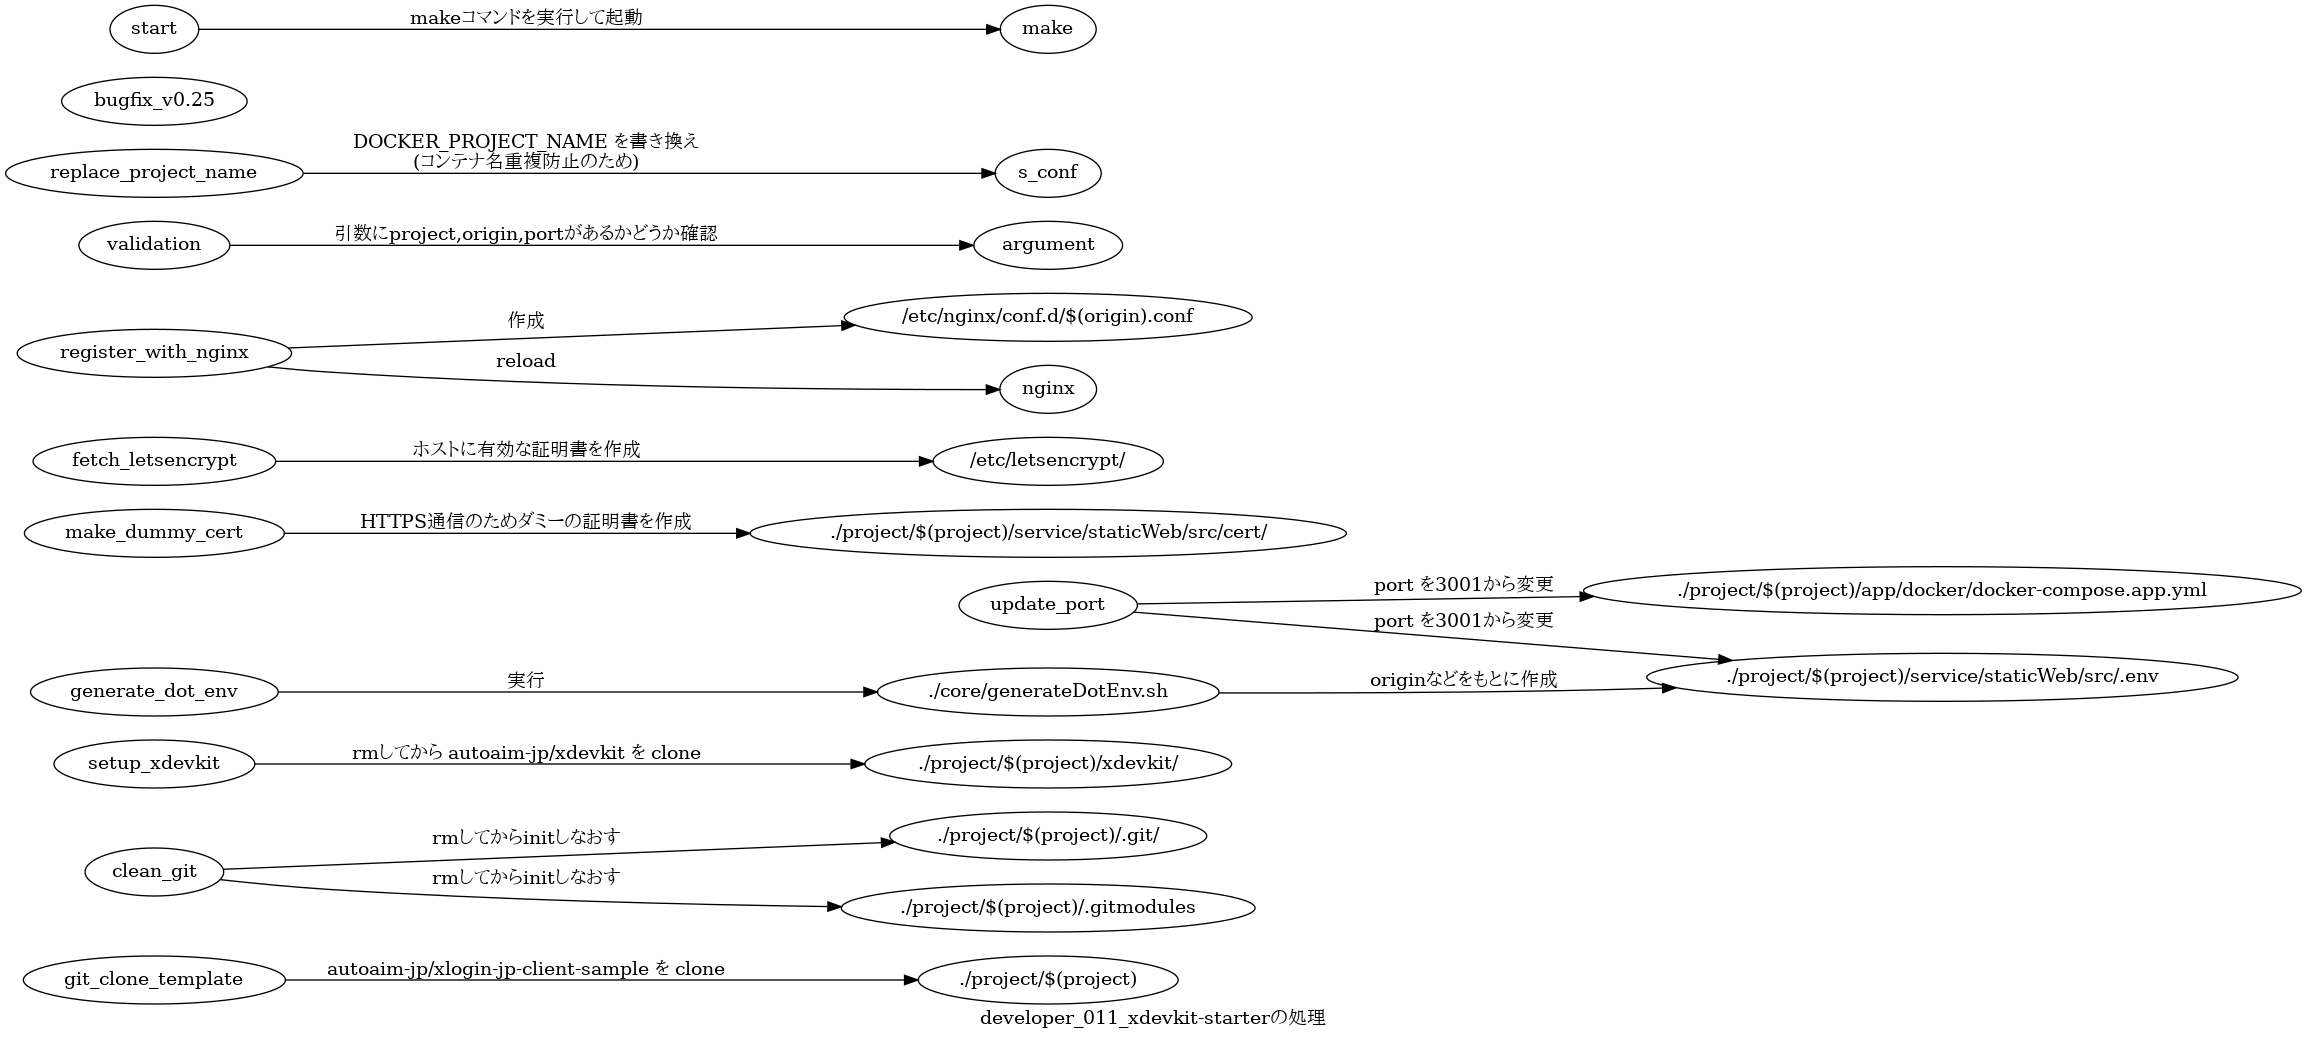 start
makeコマンドを実行して起動
make
bugfix_v0.25
replace_project_name
DOCKER_PROJECT_NAME を書き換え
(コンテナ名重複防止のため)
s_conf
validation
引数にproject,origin,portがあるかどうか確認
argument
register_with_nginx
作成
/etc/nginx/conf.d/$(origin).conf
reload
nginx
fetch_letsencrypt
ホストに有効な証明書を作成
/etc/letsencrypt/
make_dummy_cert
HTTPS通信のためダミーの証明書を作成
./project/$(project)/service/staticWeb/src/cert/
update_port
port を3001から変更
./project/$(project)/app/docker/docker-compose.app.yml
port を3001から変更
./project/$(project)/service/staticWeb/src/.env
generate_dot_env
実行
./core/generateDotEnv.sh
originなどをもとに作成
setup_xdevkit
rmしてから autoaim-jp/xdevkit を clone
./project/$(project)/xdevkit/
clean_git
rmしてからinitしなおす
./project/$(project)/.git/
rmしてからinitしなおす
./project/$(project)/.gitmodules
git_clone_template
autoaim-jp/xlogin-jp-client-sample を clone
./project/$(project)
developer_011_xdevkit-starterの処理